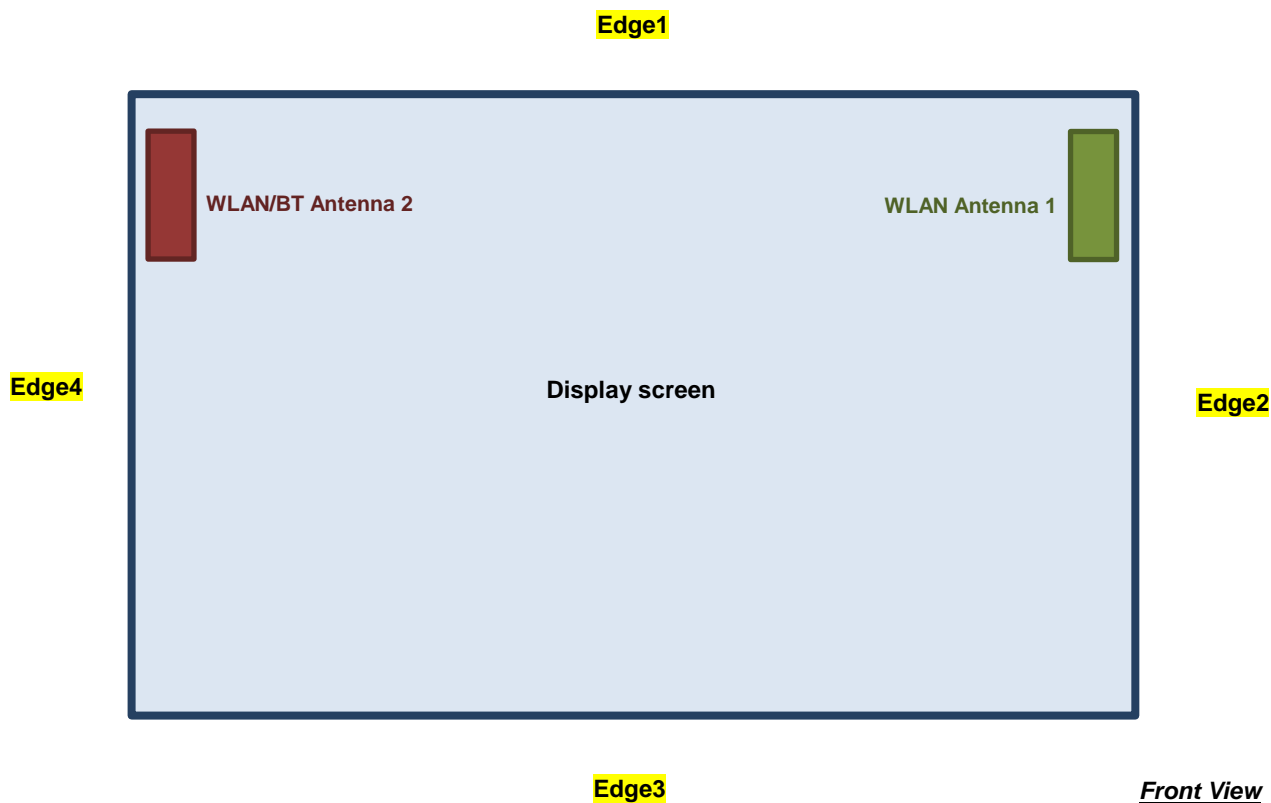 Edge1
WLAN/BT Antenna 2
WLAN Antenna 1
Edge4
Display screen
Edge2
Edge3
Front View